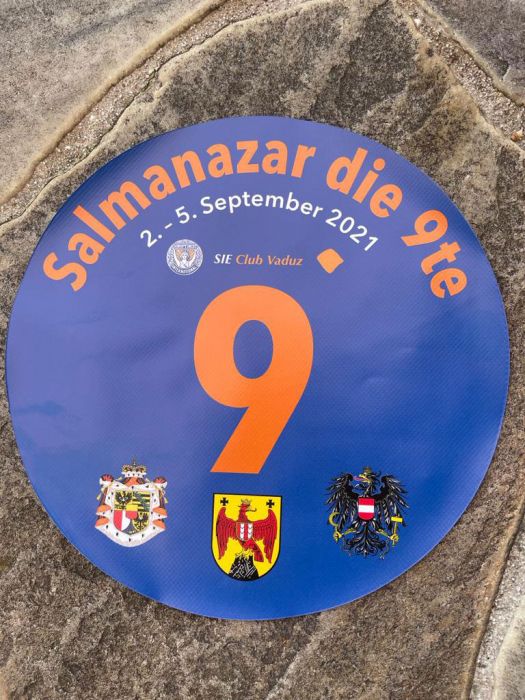 Salmanazar die 9te
2. - 5. September 2021
SIE Club Vaduz
9